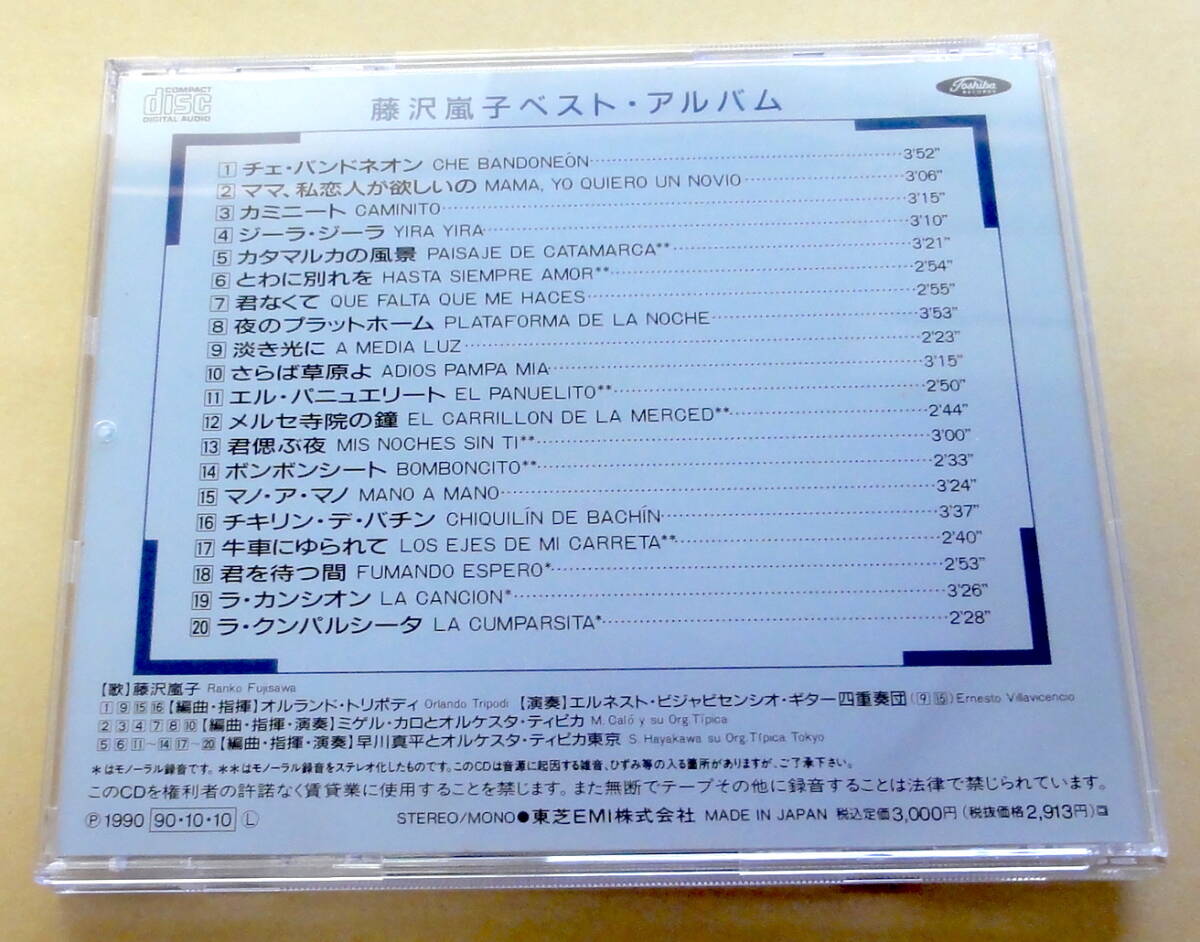 COMPACT
disc
DIGITAL AUDIO
Toshiba
RECORDS
藤沢嵐子ベスト・アルバム
1 チェ・バンドネオン CHE BANDONEÓN 3'52"
2 ママ、私恋人が欲しいの MAMA, YO QUIERO UN NOVIO 3'06"
3 カミニート CAMINITO 3'15"
4 ジーラ・ジーラ YIRA YIRA 3'10"
5 カタマルカの風景 PAISAJE DE CATAMARCA** 3'21"
6 とわに別れを HASTA SIEMPRE AMOR** 2'54"
7 君なくて QUE FALTA QUE ME HACES 2'55"
8 夜のプラットホーム PLATAFORMA DE LA NOCHE 3'53"
9 淡き光に A MEDIA LUZ 2'23"
10 さらば草原よ ADIOS PAMPA MIA 3'15"
11 エル・パニュエリート EL PANUELITO** 2'50"
12 メルセ寺院の鐘 EL CARRILLON DE LA MERCED** 2'44"
13 君偲ぶ夜 MIS NOCHES SIN TI** 3'00"
14 ボンボンシート BOMBONCITO** 2'33"
15 マノ・ア・マノ MANO A MANO 3'24"
16 チキリン・デ・バチン CHIQUILÍN DE BACHÍN 3'37"
17 牛車にゆられて LOS EJES DE MI CARRETA** 2'40"
18 君を待つ間 FUMANDO ESPERO* 2'53"
19 ラ・カンシオン LA CANCION* 3'26"
20 ラ・クンパルシータ LA CUMPARSITA* 2'28"
【歌】藤沢嵐子 Ranko Fujisawa
1 9 15 16【編曲・指揮】オルランド・トリポディ Orlando Tripodi【演奏】エルネスト・ビジャビセンシオ・ギター四重奏団(9 15) Ernesto Villavicencio
2 3 4 7 8 10【編曲・指揮・演奏】ミゲル・カロとオルケスタ・ティピカ M. Caló y su Org. Típica
5 6 11~14 17~20【編曲・指揮・演奏】早川真平とオルケスタ・ティピカ東京 S. Hayakawa su Org. Típica Tokyo
*はモノーラル録音です。**はモノーラル録音をステレオ化したものです。このCDは音源に起因する雑音、ひずみ等の入る箇所がありますが、ご了承下さい。
このCDを権利者の許諾なく賃貸業に使用することを禁じます。また無断でテープその他に録音することは法律で禁じられています。
Ⓟ1990 90・10・10 Ⓛ STEREO/MONO●東芝EMI株式会社 MADE IN JAPAN 税込定価3,000円(税抜価格2,913円)